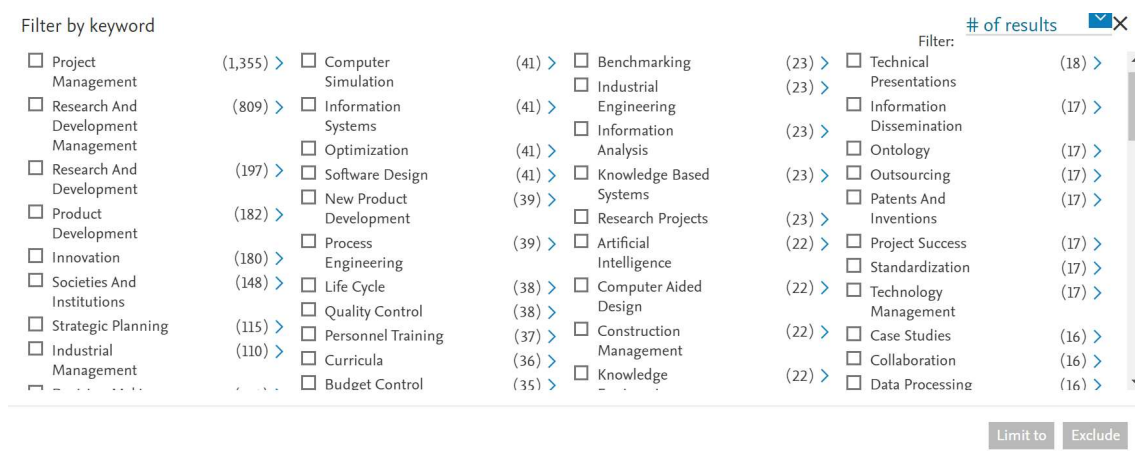 Filter by keyword
# of results
Filter:
Project (1,355)
Management
Research And (809)
Development
Management
Research And (197)
Development
Product (182)
Development
Innovation (180)
Societies And (148)
Institutions
Strategic Planning (115)
Industrial (110)
Management
Computer (41)
Simulation
Information (41)
Systems
Optimization (41)
Software Design (41)
New Product (39)
Development
Process (39)
Engineering
Life Cycle (38)
Quality Control (38)
Personnel Training (37)
Curricula (36)
Budget Control (35)
Benchmarking (23)
Industrial (23)
Engineering
Information (23)
Analysis
Knowledge Based (23)
Systems
Research Projects (23)
Artificial (22)
Intelligence
Computer Aided (22)
Design
Construction (22)
Management
Knowledge (22)
Technical (18)
Presentations
Information (17)
Dissemination
Ontology (17)
Outsourcing (17)
Patents And (17)
Inventions
Project Success (17)
Standardization (17)
Technology (17)
Management
Case Studies (16)
Collaboration (16)
Data Processing (16)
Limit to
Exclude